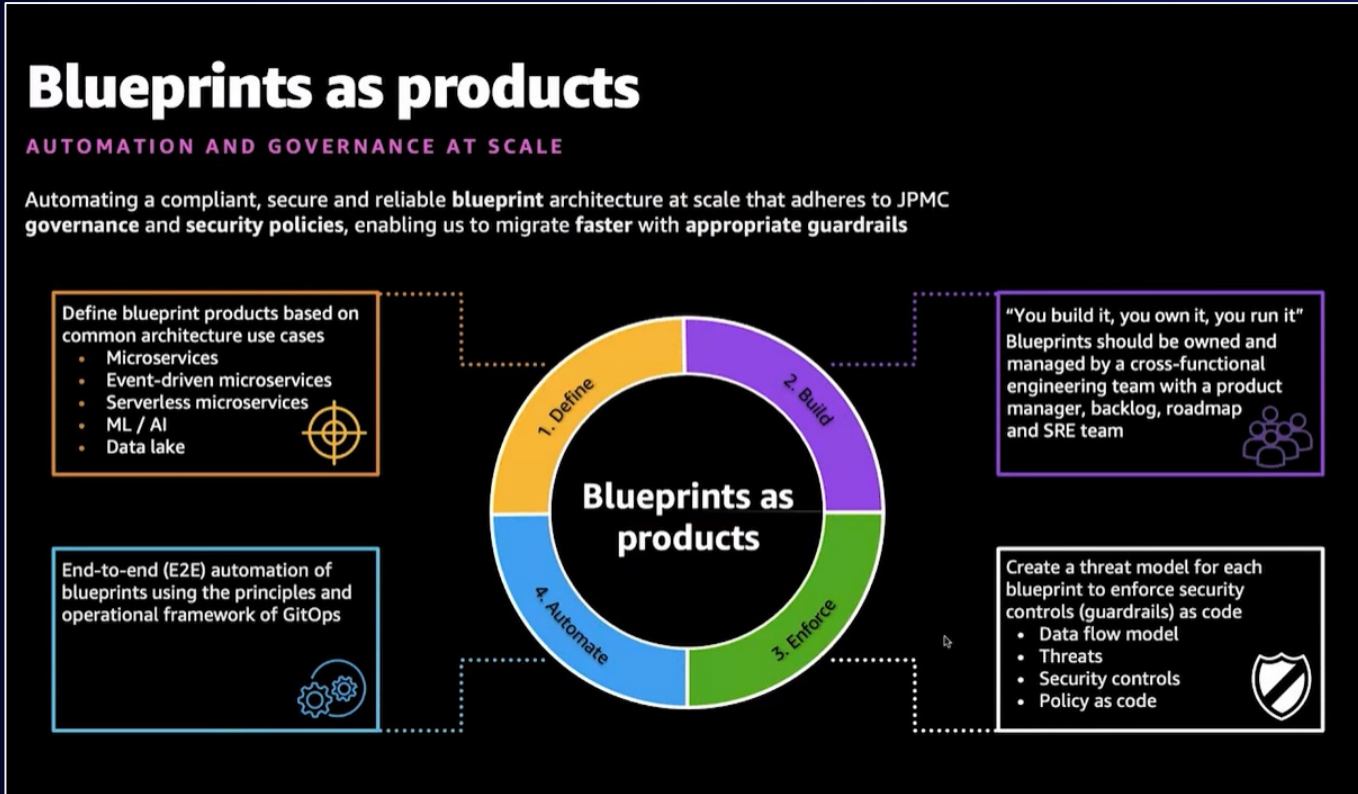 Blueprints as products
AUTOMATION AND GOVERNANCE AT SCALE
Automating a compliant, secure and reliable blueprint architecture at scale that adheres to JPMC
governance and security policies, enabling us to migrate faster with appropriate guardrails
Define blueprint products based on
common architecture use cases
• Microservices
• Event-driven microservices
• Serverless microservices
• ML / AI
• Data lake
“You build it, you own it, you run it”
Blueprints should be owned and
managed by a cross-functional
engineering team with a product
manager, backlog, roadmap
and SRE team
1. Define
2. Build
Blueprints as
products
4. Automate
3. Enforce
End-to-end (E2E) automation of
blueprints using the principles and
operational framework of GitOps
Create a threat model for each
blueprint to enforce security
controls (guardrails) as code
• Data flow model
• Threats
• Security controls
• Policy as code